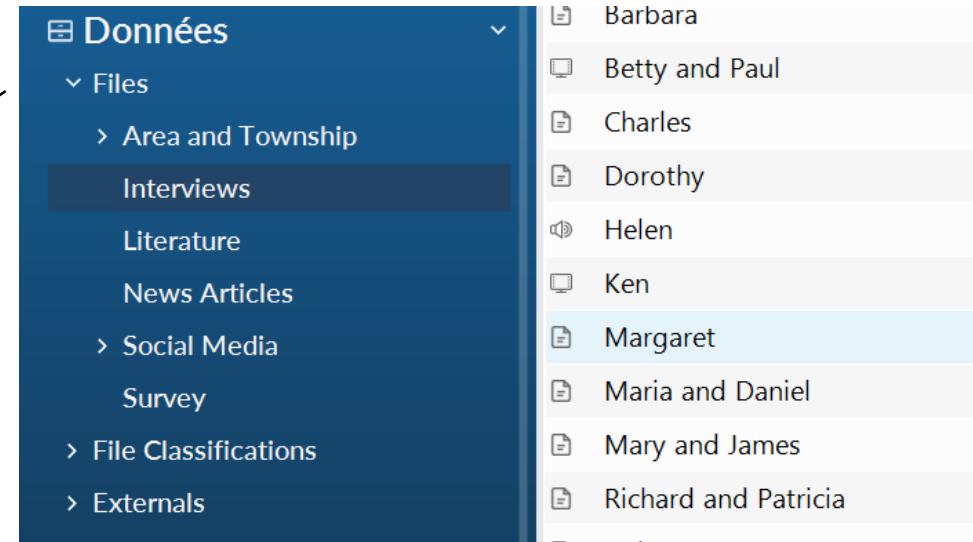 Données
Files
Area and Township
Interviews
Literature
News Articles
Social Media
Survey
File Classifications
Externals
Barbara
Betty and Paul
Charles
Dorothy
Helen
Ken
Margaret
Maria and Daniel
Mary and James
Richard and Patricia